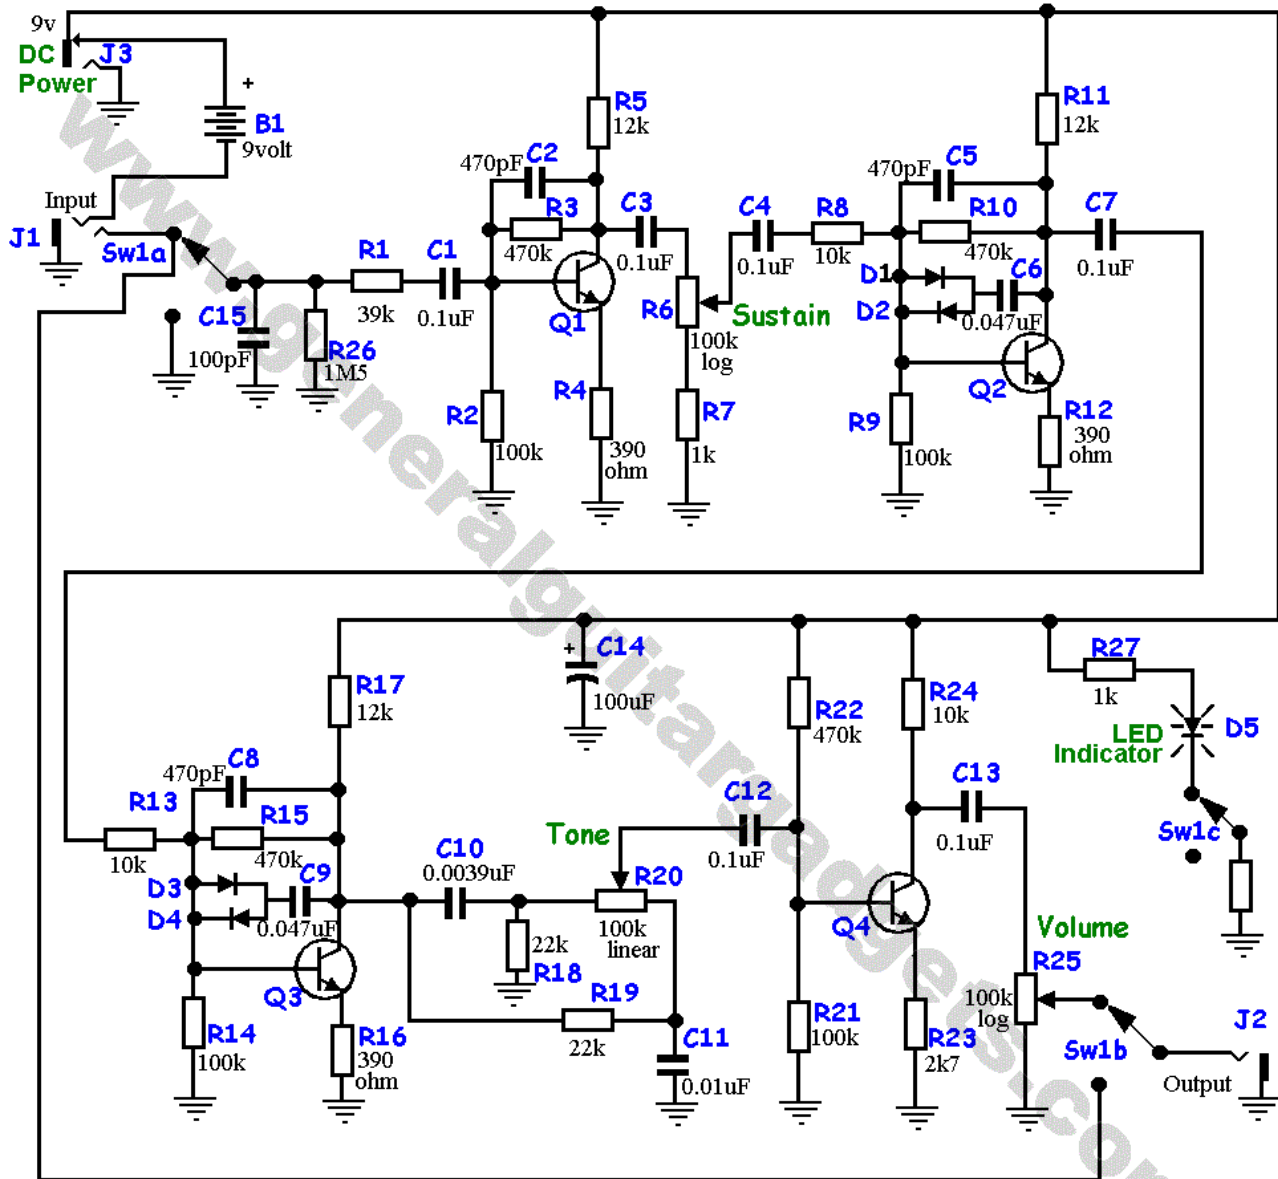 9v
DC
Power
J3
+
B1
9volt
Input
J1
Sw1a
C15
100pF
R26
1M5
R1
39k
C1
0.1uF
470pF
C2
R3
470k
R5
12k
Q1
R2
100k
R4
390
ohm
C3
0.1uF
R6
100k
log
Sustain
R7
1k
C4
0.1uF
R8
10k
470pF
C5
R10
470k
D1
D2
C6
0.047uF
R11
12k
C7
0.1uF
Q2
R9
100k
R12
390
ohm
R17
12k
+
C14
100uF
R22
470k
R24
10k
R27
1k
LED
Indicator
D5
Sw1c
470pF
C8
R13
10k
R15
470k
D3
D4
C9
0.047uF
Q3
R14
100k
R16
390
ohm
C10
0.0039uF
Tone
R20
100k
linear
22k
R18
R19
22k
C11
0.01uF
C12
0.1uF
Q4
R21
100k
R23
2k7
C13
0.1uF
Volume
R25
100k
log
Sw1b
J2
Output
www.generalguitargadgets.com